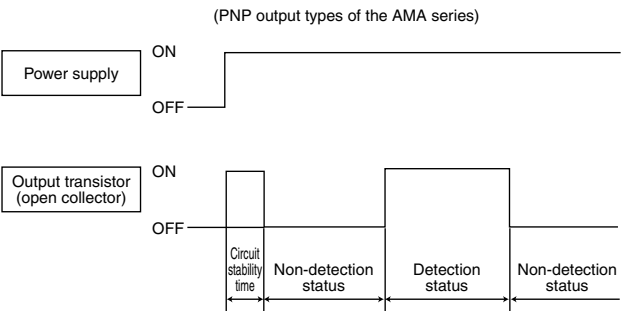 (PNP output types of the AMA series)
ON
Power supply
OFF
ON
Output transistor
(open collector)
OFF
Circuit
stability
time
Non-detection
status
Detection
status
Non-detection
status